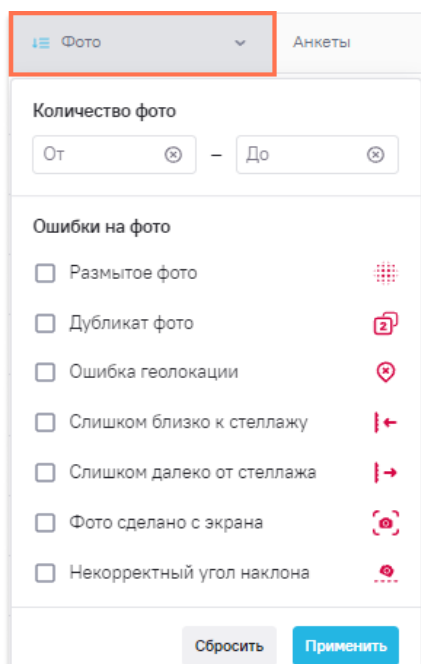 Фото
Анкеты
Количество фото
От – До
Ошибки на фото
Размытое фото
Дубликат фото
2
Ошибка геолокации
Слишком близко к стеллажу
Слишком далеко от стеллажа
Фото сделано с экрана
Некорректный угол наклона
Сбросить Применить